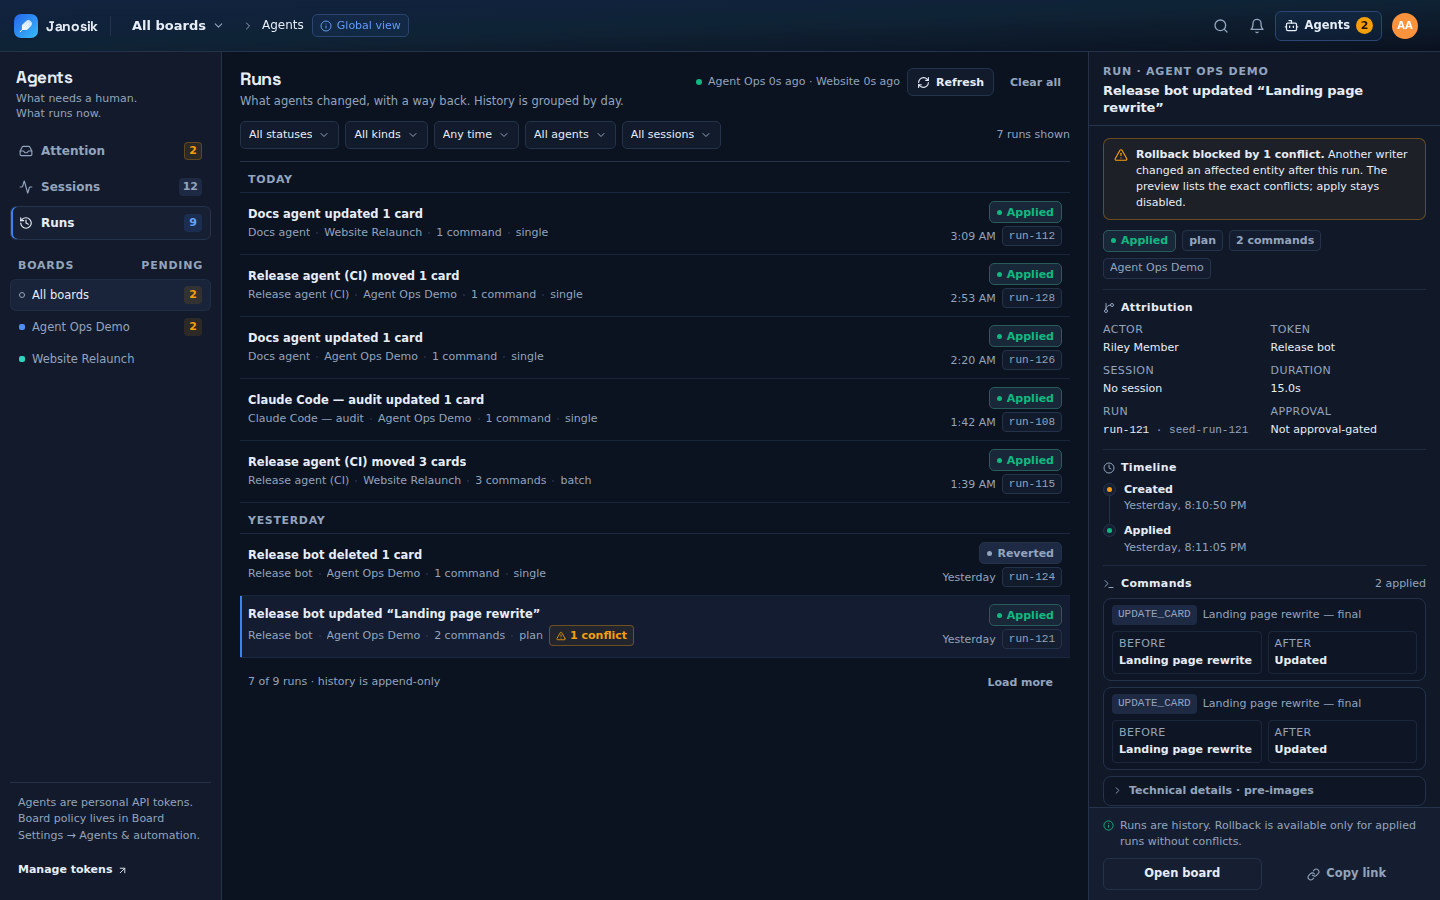 Janosik
All boards
Agents
Global view
Agents 2
AA
Agents
What needs a human.
What runs now.
Attention 2
Sessions 12
Runs 9
BOARDS PENDING
All boards 2
Agent Ops Demo 2
Website Relaunch
Agents are personal API tokens.
Board policy lives in Board
Settings → Agents & automation.
Manage tokens
Runs
What agents changed, with a way back. History is grouped by day.
Agent Ops 0s ago · Website 0s ago
Refresh
Clear all
All statuses
All kinds
Any time
All agents
All sessions
7 runs shown
TODAY
Docs agent updated 1 card
Applied
Docs agent · Website Relaunch · 1 command · single
3:09 AM run-112
Release agent (CI) moved 1 card
Applied
Release agent (CI) · Agent Ops Demo · 1 command · single
2:53 AM run-128
Docs agent updated 1 card
Applied
Docs agent · Agent Ops Demo · 1 command · single
2:20 AM run-126
Claude Code — audit updated 1 card
Applied
Claude Code — audit · Agent Ops Demo · 1 command · single
1:42 AM run-108
Release agent (CI) moved 3 cards
Applied
Release agent (CI) · Website Relaunch · 3 commands · batch
1:39 AM run-115
YESTERDAY
Release bot deleted 1 card
Reverted
Release bot · Agent Ops Demo · 1 command · single
Yesterday run-124
Release bot updated “Landing page rewrite”
Applied
Release bot · Agent Ops Demo · 2 commands · plan 1 conflict
Yesterday run-121
7 of 9 runs · history is append-only
Load more
RUN · AGENT OPS DEMO
Release bot updated “Landing page
rewrite”
Rollback blocked by 1 conflict. Another writer
changed an affected entity after this run. The
preview lists the exact conflicts; apply stays
disabled.
Applied plan 2 commands
Agent Ops Demo
Attribution
ACTOR TOKEN
Riley Member Release bot
SESSION DURATION
No session 15.0s
RUN APPROVAL
run-121 · seed-run-121 Not approval-gated
Timeline
Created
Yesterday, 8:10:50 PM
Applied
Yesterday, 8:11:05 PM
Commands 2 applied
UPDATE_CARD Landing page rewrite — final
BEFORE AFTER
Landing page rewrite Updated
UPDATE_CARD Landing page rewrite — final
BEFORE AFTER
Landing page rewrite Updated
Technical details · pre-images
Runs are history. Rollback is available only for applied
runs without conflicts.
Open board
Copy link